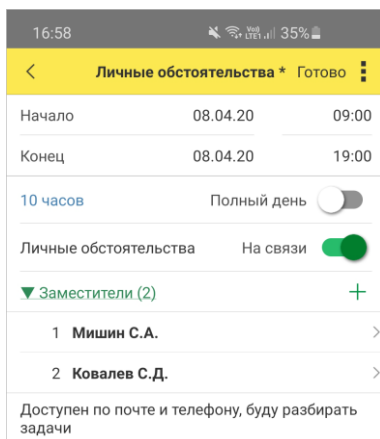 16:58 Vo)) LTE1 35%
Личные обстоятельства * Готово
Начало 08.04.20 09:00
Конец 08.04.20 19:00
10 часов Полный день
Личные обстоятельства На связи
▼ Заместители (2) +
1 Мишин С.А.
2 Ковалев С.Д.
Доступен по почте и телефону, буду разбирать
задачи